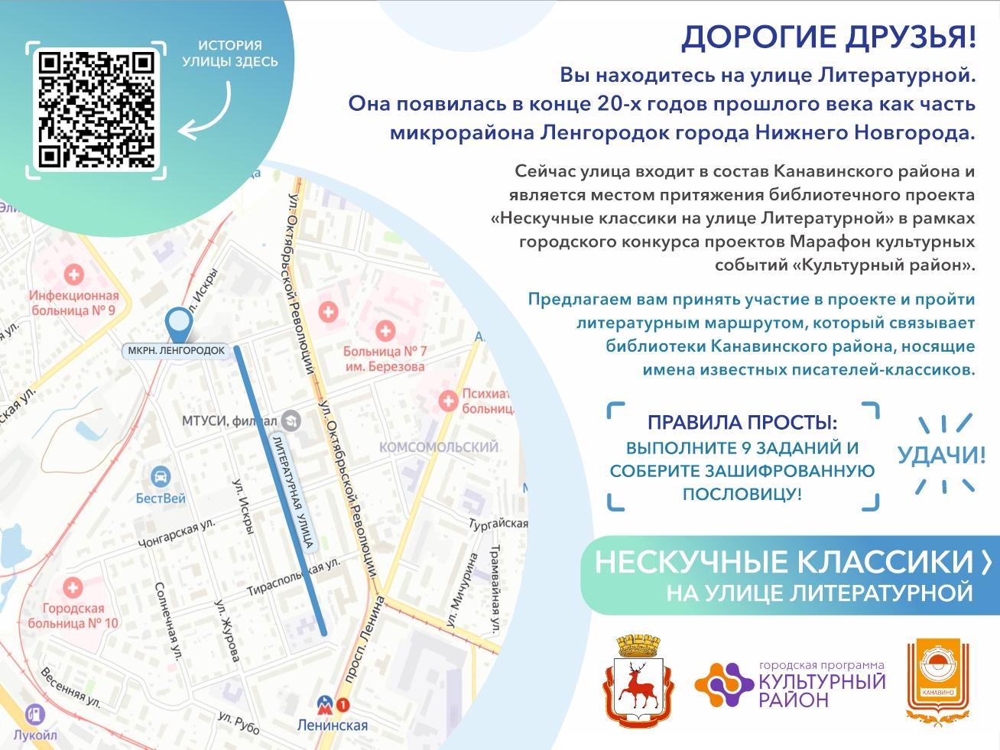 ИСТОРИЯ
УЛИЦЫ ЗДЕСЬ
ДОРОГИЕ ДРУЗЬЯ!
Вы находитесь на улице Литературной.
Она появилась в конце 20-х годов прошлого века как часть
микрорайона Ленгородок города Нижнего Новгорода.
Сейчас улица входит в состав Канавинского района и
является местом притяжения библиотечного проекта
«Нескучные классики на улице Литературной» в рамках
городского конкурса проектов Марафон культурных
событий «Культурный район».
Предлагаем вам принять участие в проекте и пройти
литературным маршрутом, который связывает
библиотеки Канавинского района, носящие
имена известных писателей-классиков.
ПРАВИЛА ПРОСТЫ:
ВЫПОЛНИТЕ 9 ЗАДАНИЙ И
СОБЕРИТЕ ЗАШИФРОВАННУЮ
ПОСЛОВИЦУ!
УДАЧИ!
НЕСКУЧНЫЕ КЛАССИКИ
НА УЛИЦЕ ЛИТЕРАТУРНОЙ
городская программа
КУЛЬТУРНЫЙ
РАЙОН
КАНАВИНО
ул. Октябрьской Революций
Инфекционная
больница № 9
л. Искры
МКРН. ЛЕНГОРОДОК
Больница № 7
им. Березова
Психиат
больниц
ская ул.
МТУСИ, филиал
ул. Октябрьской Революции
КОМСОМОЛЬСКИЙ
ЛИТЕРАТУРНАЯ УЛИЦА
БестВей
ул. Искры
Чонгарская ул.
Тургайская
Тираспольская ул.
Трамвайная ул.
ул. Мичурина
Солнечная ул.
ул. Журова
Городская
больница № 10
просп. Ленина
Весенняя ул.
ул. Рубо
1
Ленинская
Лукойл